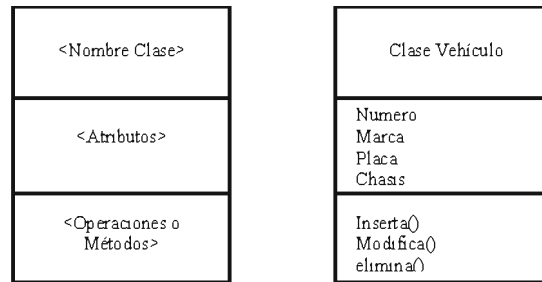 <Nombre Clase>
<Atributos>
<Operaciones o
Métodos>
Clase Vehículo
Numero
Marca
Placa
Chasis
Inserta()
Modifica()
elimina()